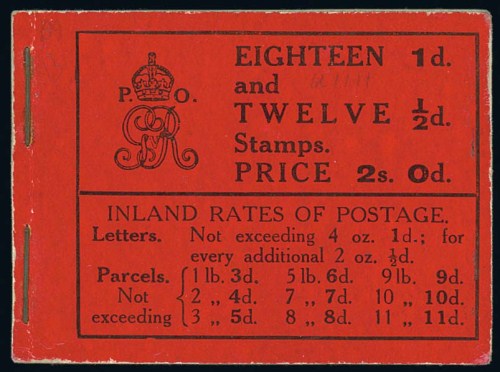 P. O.
EIGHTEEN 1d.
and
TWELVE ½d.
Stamps.
PRICE 2s. 0d.
INLAND RATES OF POSTAGE.
Letters. Not exceeding 4 oz. 1d.; for
every additional 2 oz. ½d.
Parcels. 1 lb. 3d. 5 lb. 6d. 9 lb. 9d.
Not 2 „ 4d. 7 „ 7d. 10 „ 10d.
exceeding 3 „ 5d. 8 „ 8d. 11 „ 11d.